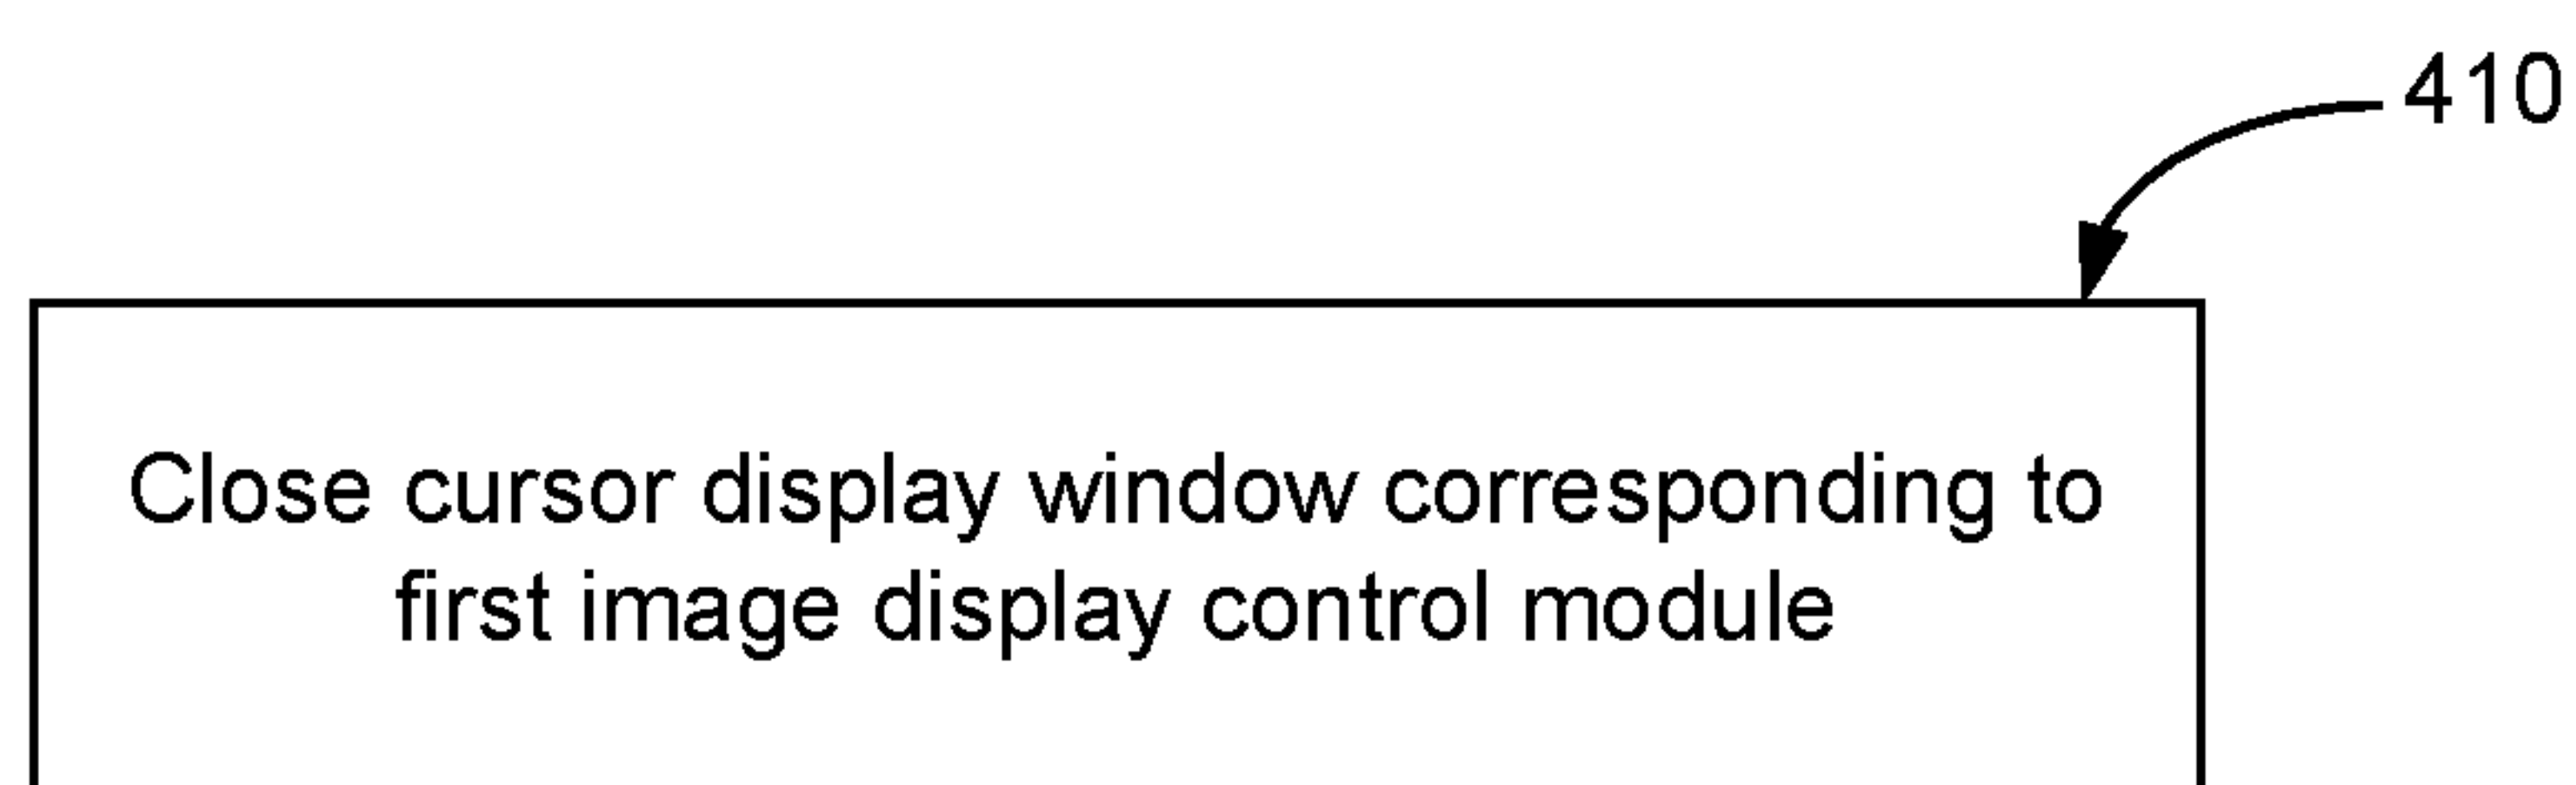 410
Close cursor display window corresponding to
first image display control module